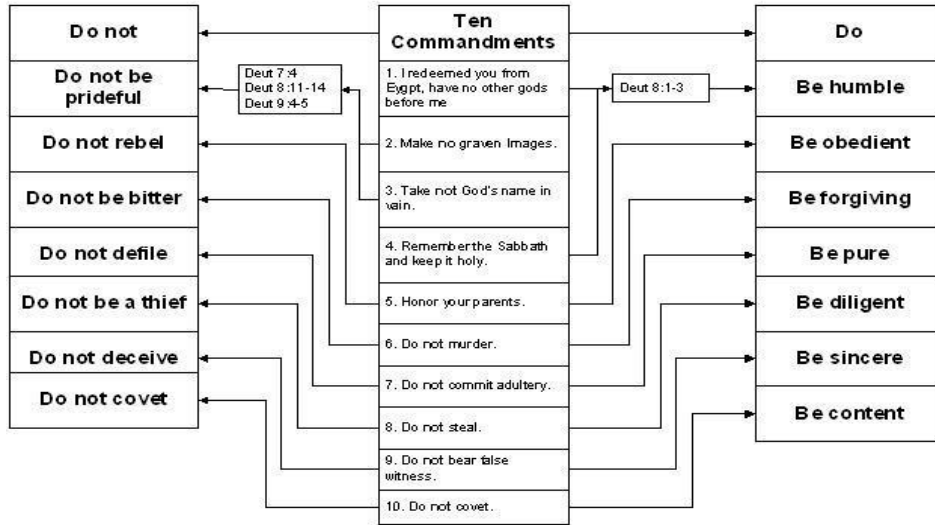 Do not
Do not be
prideful
Do not rebel
Do not be bitter
Do not defile
Do not be a thief
Do not deceive
Do not covet
Deut 7:4
Deut 8:11-14
Deut 9:4-5
Ten
Commandments
1. I redeemed you from
Eygpt, have no other gods
before me
2. Make no graven Images.
3. Take not God's name in
vain.
4. Remember the Sabbath
and keep it holy.
5. Honor your parents.
6. Do not murder.
7. Do not commit adultery.
8. Do not steal.
9. Do not bear false
witness.
10. Do not covet.
Deut 8:1-3
Do
Be humble
Be obedient
Be forgiving
Be pure
Be diligent
Be sincere
Be content